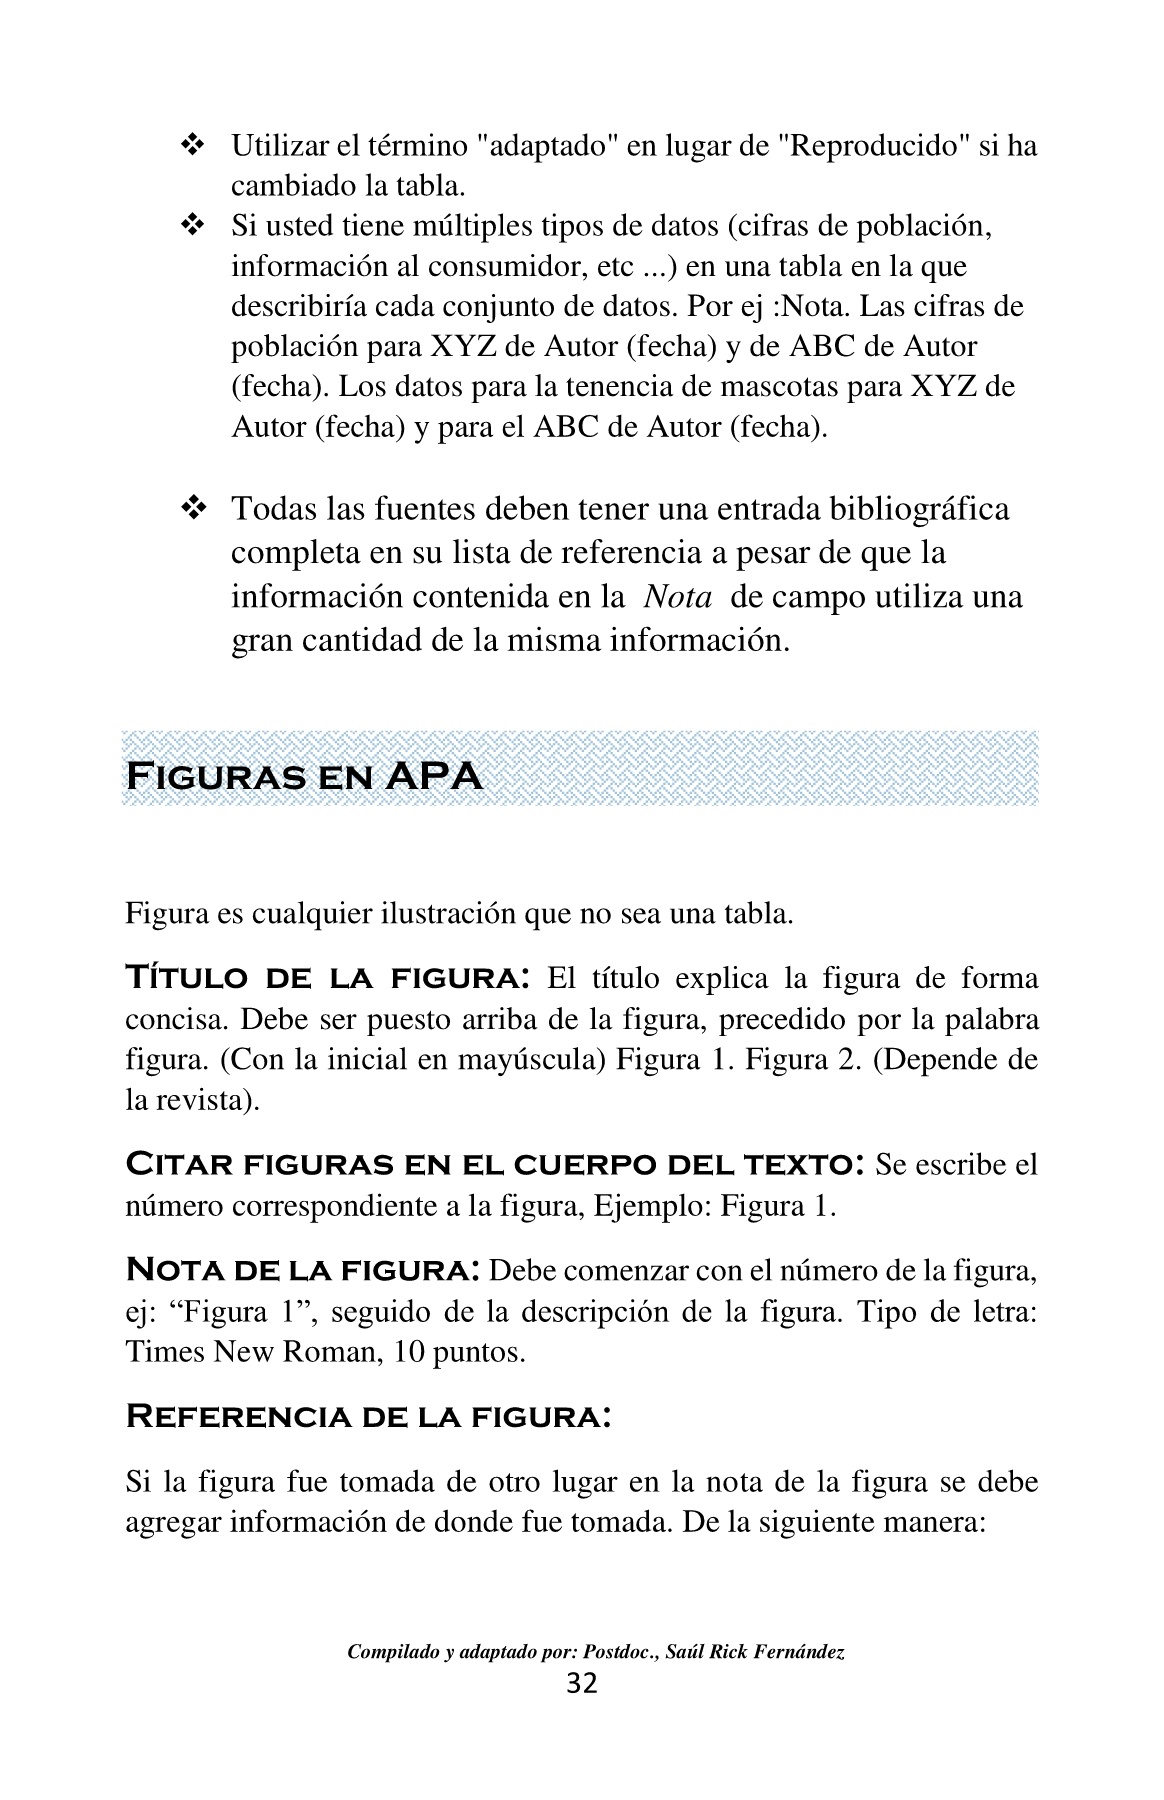 ❖ Utilizar el término "adaptado" en lugar de "Reproducido" si ha
cambiado la tabla.
❖ Si usted tiene múltiples tipos de datos (cifras de población,
información al consumidor, etc ...) en una tabla en la que
describiría cada conjunto de datos. Por ej :Nota. Las cifras de
población para XYZ de Autor (fecha) y de ABC de Autor
(fecha). Los datos para la tenencia de mascotas para XYZ de
Autor (fecha) y para el ABC de Autor (fecha).
❖ Todas las fuentes deben tener una entrada bibliográfica
completa en su lista de referencia a pesar de que la
información contenida en la Nota de campo utiliza una
gran cantidad de la misma información.
FIGURAS EN APA
Figura es cualquier ilustración que no sea una tabla.
TÍTULO DE LA FIGURA: El título explica la figura de forma
concisa. Debe ser puesto arriba de la figura, precedido por la palabra
figura. (Con la inicial en mayúscula) Figura 1. Figura 2. (Depende de
la revista).
CITAR FIGURAS EN EL CUERPO DEL TEXTO: Se escribe el
número correspondiente a la figura, Ejemplo: Figura 1.
NOTA DE LA FIGURA: Debe comenzar con el número de la figura,
ej: “Figura 1”, seguido de la descripción de la figura. Tipo de letra:
Times New Roman, 10 puntos.
REFERENCIA DE LA FIGURA:
Si la figura fue tomada de otro lugar en la nota de la figura se debe
agregar información de donde fue tomada. De la siguiente manera:
Compilado y adaptado por: Postdoc., Saúl Rick Fernández
32